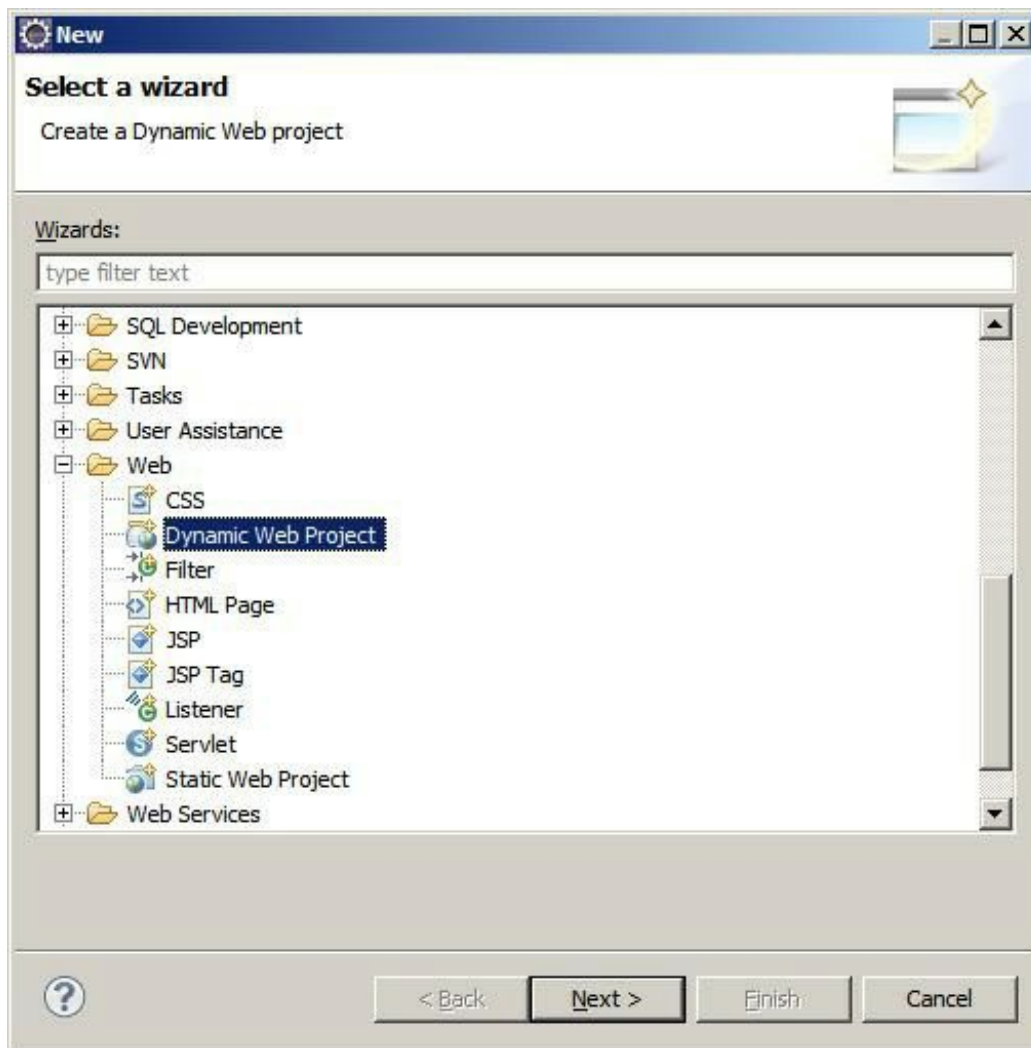 New
Select a wizard
Create a Dynamic Web project
Wizards:
type filter text
SQL Development
SVN
Tasks
User Assistance
Web
CSS
Dynamic Web Project
Filter
HTML Page
JSP
JSP Tag
Listener
Servlet
Static Web Project
Web Services
< Back Next > Finish Cancel